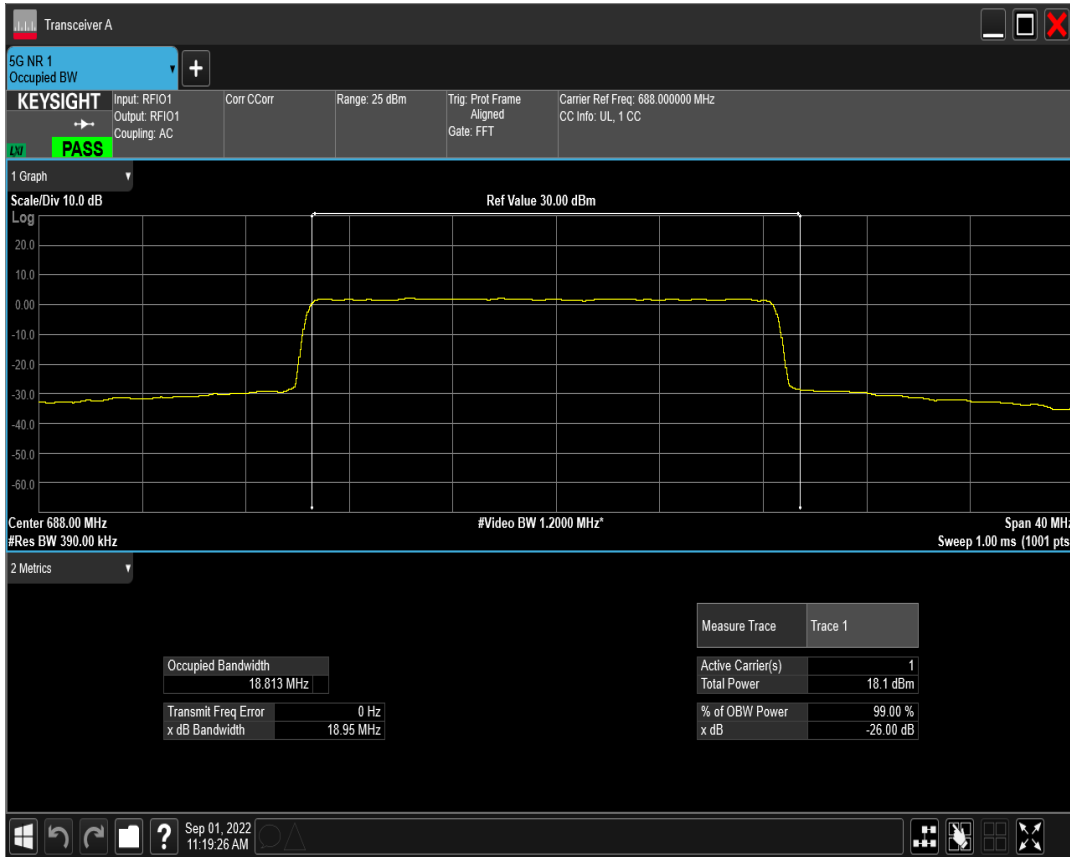 Transceiver A
5G NR 1
Occupied BW
KEYSIGHT
LXI
PASS
Input: RFIO1
Output: RFIO1
Coupling: AC
Corr CCorr
Range: 25 dBm
Trig: Prot Frame
Aligned
Gate: FFT
Carrier Ref Freq: 688.000000 MHz
CC Info: UL, 1 CC
1 Graph
Scale/Div 10.0 dB
Ref Value 30.00 dBm
Log
20.0
10.0
0.00
-10.0
-20.0
-30.0
-40.0
-50.0
-60.0
Center 688.00 MHz
#Video BW 1.2000 MHz*
Span 40 MHz
#Res BW 390.00 kHz
Sweep 1.00 ms (1001 pts
2 Metrics
Measure Trace Trace 1
Occupied Bandwidth
18.813 MHz
Active Carrier(s) 1
Total Power 18.1 dBm
Transmit Freq Error 0 Hz
x dB Bandwidth 18.95 MHz
% of OBW Power 99.00 %
x dB -26.00 dB
?
Sep 01, 2022
11:19:26 AM